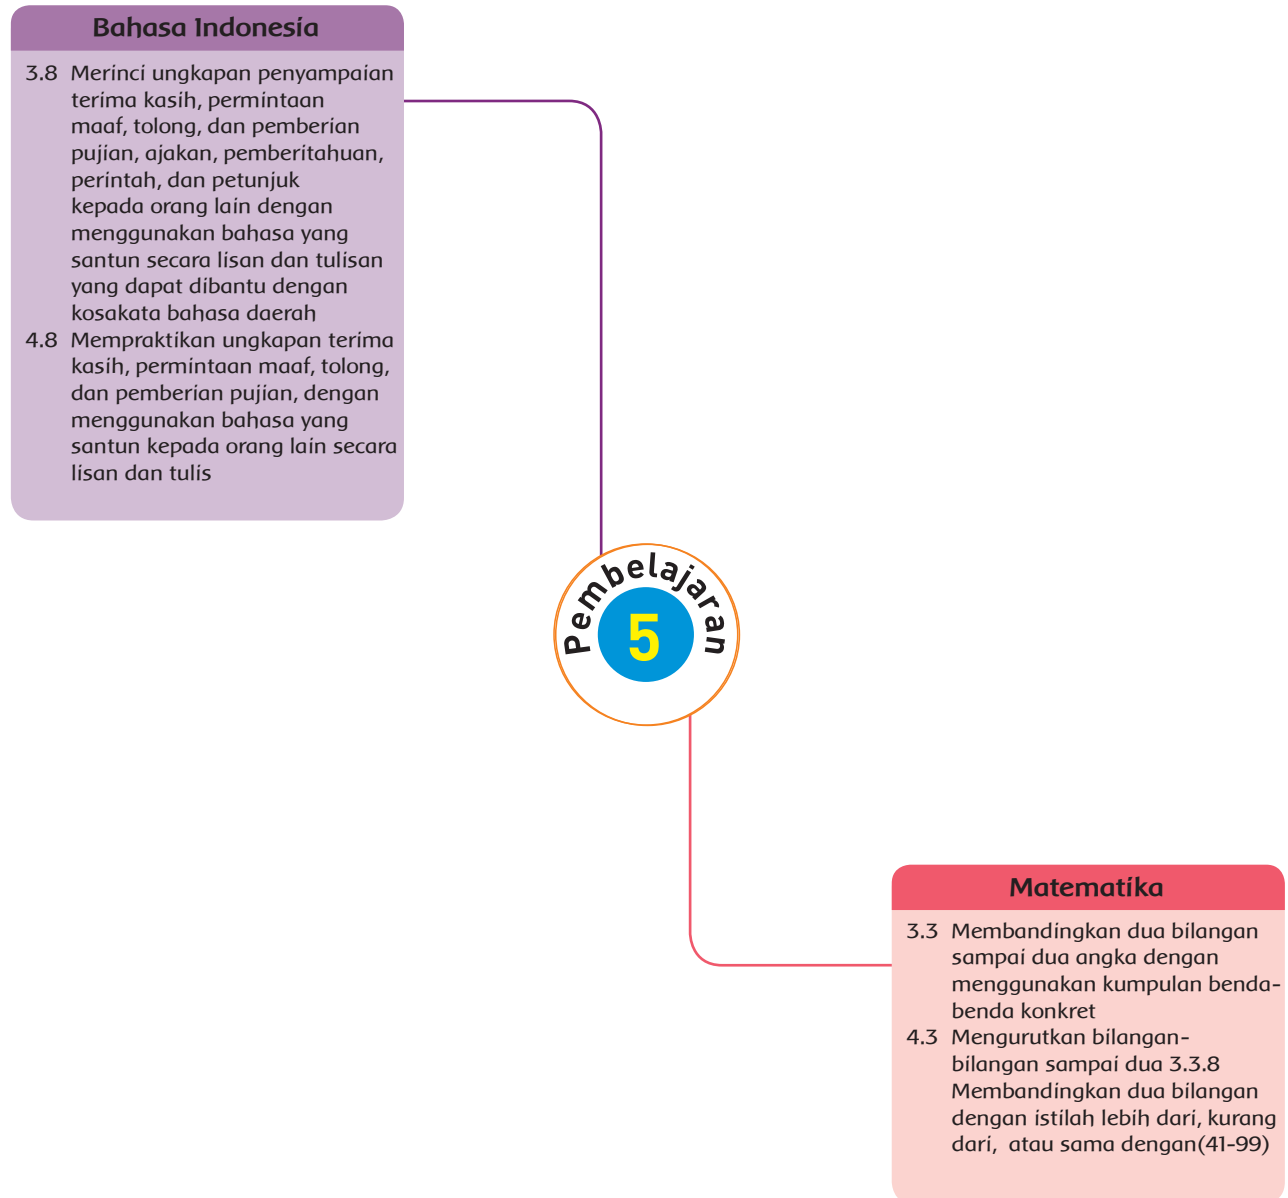 Bahasa Indonesia
3.8 Merinci ungkapan penyampaian
terima kasih, permintaan
maaf, tolong, dan pemberian
pujian, ajakan, pemberitahuan,
perintah, dan petunjuk
kepada orang lain dengan
menggunakan bahasa yang
santun secara lisan dan tulisan
yang dapat dibantu dengan
kosakata bahasa daerah
4.8 Mempraktikan ungkapan terima
kasih, permintaan maaf, tolong,
dan pemberian pujian, dengan
menggunakan bahasa yang
santun kepada orang lain secara
lisan dan tulis
Pembelajaran
5
Matematika
3.3 Membandingkan dua bilangan
sampai dua angka dengan
menggunakan kumpulan benda-
benda konkret
4.3 Mengurutkan bilangan-
bilangan sampai dua 3.3.8
Membandingkan dua bilangan
dengan istilah lebih dari, kurang
dari, atau sama dengan(41-99)